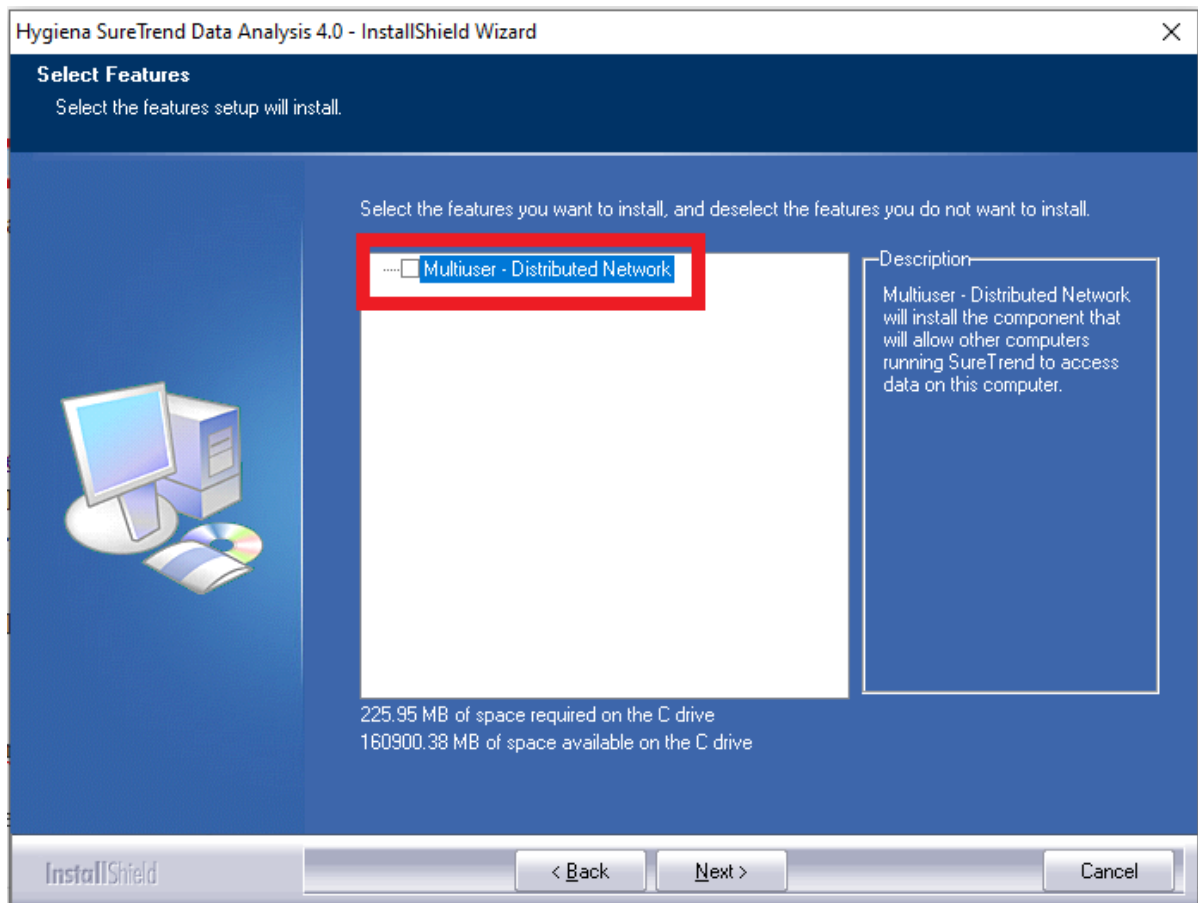 Hygiena SureTrend Data Analysis 4.0 - InstallShield Wizard
Select Features
Select the features setup will install.
Select the features you want to install, and deselect the features you do not want to install.
Multiuser - Distributed Network
Description
Multiuser - Distributed Network
will install the component that
will allow other computers
running SureTrend to access
data on this computer.
225.95 MB of space required on the C drive
160900.38 MB of space available on the C drive
InstallShield
< Back
Next >
Cancel